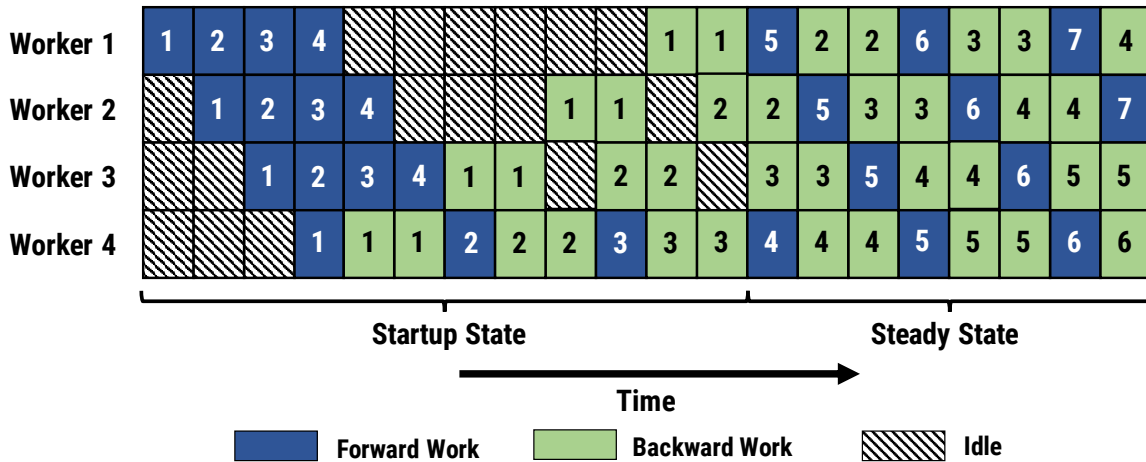 Worker 1 1 2 3 4 1 1 5 2 2 6 3 3 7 4
Worker 2 1 2 3 4 1 1 2 2 5 3 3 6 4 4 7
Worker 3 1 2 3 4 1 1 2 2 3 3 5 4 4 6 5 5
Worker 4 1 1 1 2 2 2 3 3 3 4 4 4 5 5 5 6 6
Startup State Steady State
Time
Forward Work Backward Work Idle